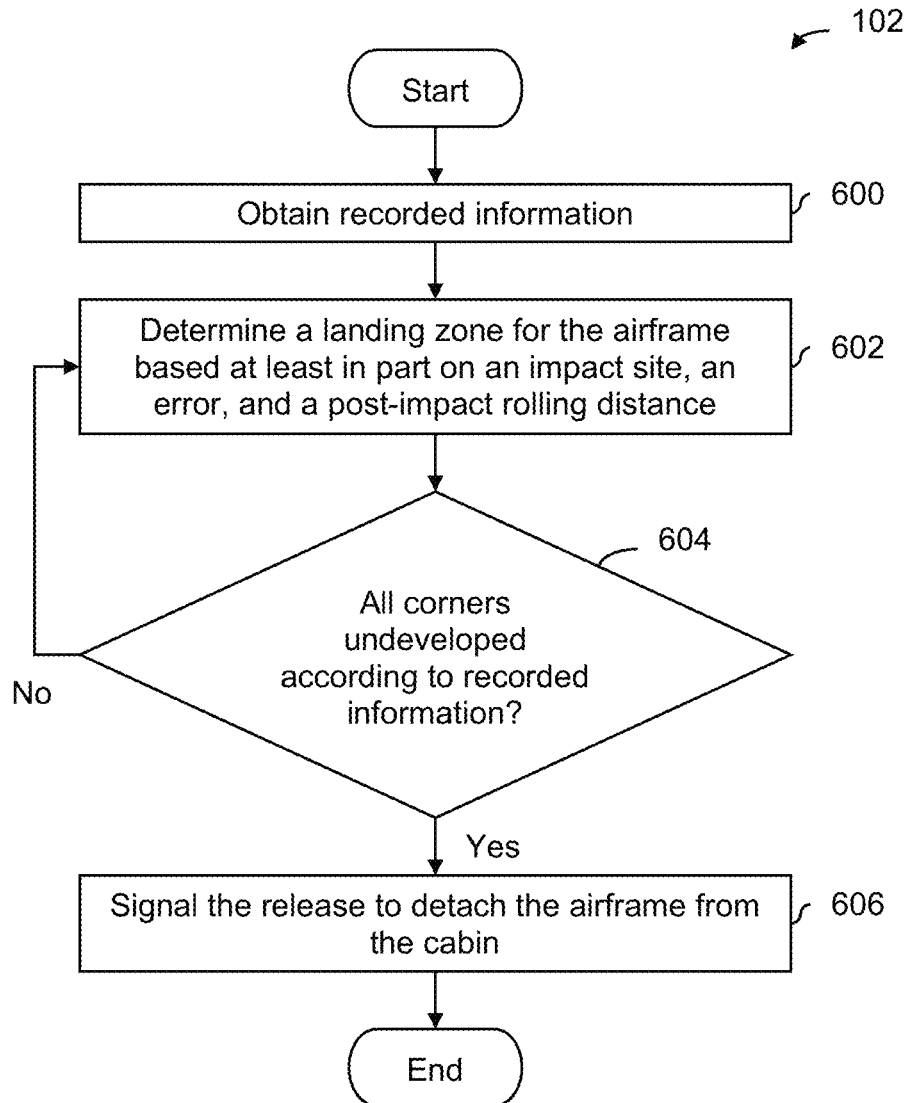 102
Start
Obtain recorded information
600
Determine a landing zone for the airframe
based at least in part on an impact site, an
error, and a post-impact rolling distance
602
604
All corners
undeveloped
according to recorded
information?
No
Yes
Signal the release to detach the airframe from
the cabin
606
End